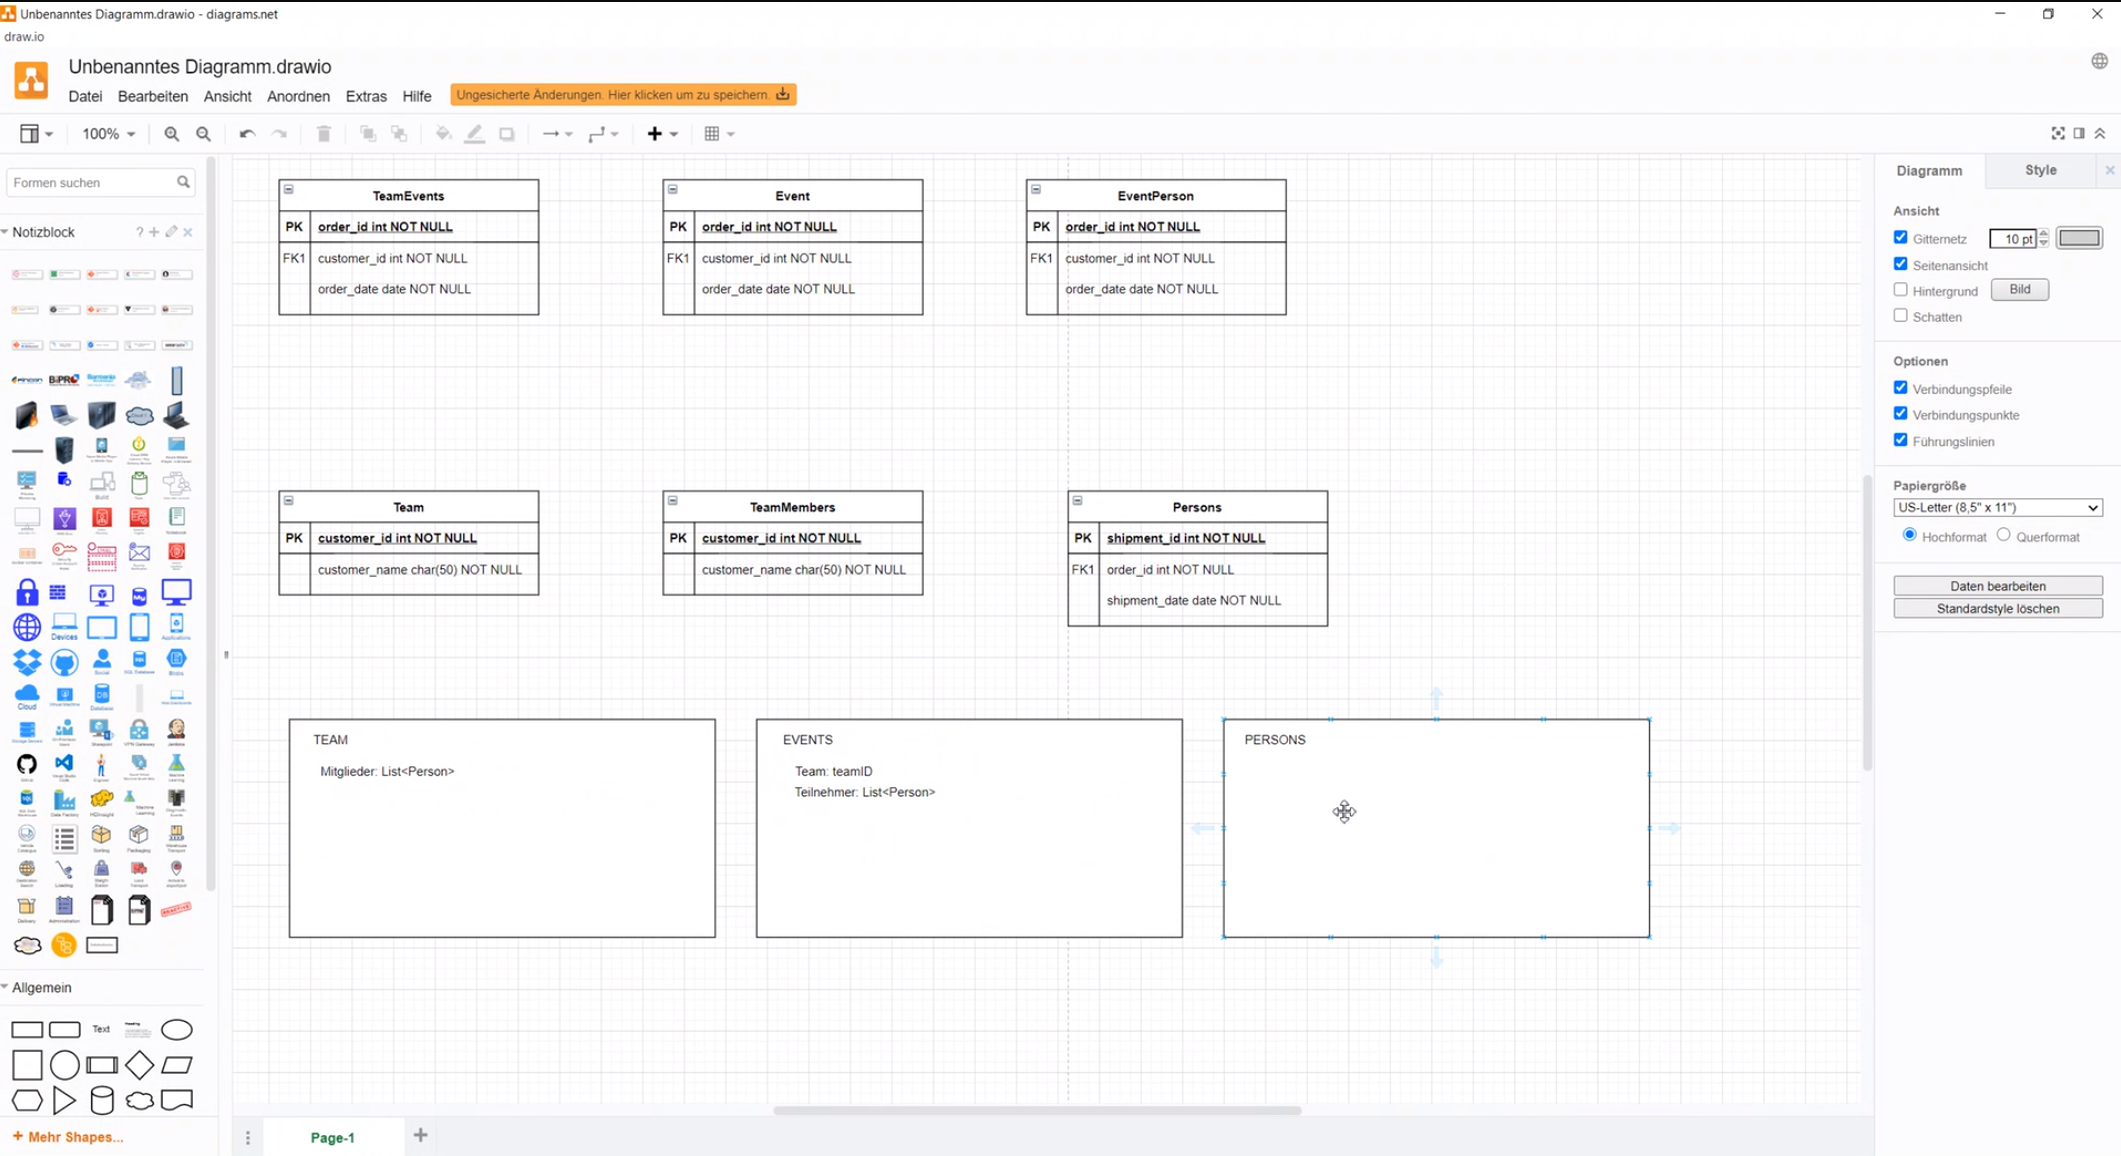 Unbenanntes Diagramm.drawio - diagrams.net
draw.io
Unbenanntes Diagramm.drawio
Datei Bearbeiten Ansicht Anordnen Extras Hilfe
Ungesicherte Änderungen. Hier klicken um zu speichern.
100%
Formen suchen
Notizblock
?
BiPRO
Build
Devices
Cloud
Allgemein
Text
+ Mehr Shapes...
TeamEvents
PK order_id int NOT NULL
FK1 customer_id int NOT NULL
order_date date NOT NULL
Event
PK order_id int NOT NULL
FK1 customer_id int NOT NULL
order_date date NOT NULL
EventPerson
PK order_id int NOT NULL
FK1 customer_id int NOT NULL
order_date date NOT NULL
Team
PK customer_id int NOT NULL
customer_name char(50) NOT NULL
TeamMembers
PK customer_id int NOT NULL
customer_name char(50) NOT NULL
Persons
PK shipment_id int NOT NULL
FK1 order_id int NOT NULL
shipment_date date NOT NULL
TEAM
Mitglieder: List<Person>
EVENTS
Team: teamID
Teilnehmer: List<Person>
PERSONS
Page-1
Diagramm Style
Ansicht
Gitternetz 10 pt
Seitenansicht
Hintergrund Bild
Schatten
Optionen
Verbindungspfeile
Verbindungspunkte
Führungslinien
Papiergröße
US-Letter (8,5" x 11")
Hochformat Querformat
Daten bearbeiten
Standardstyle löschen